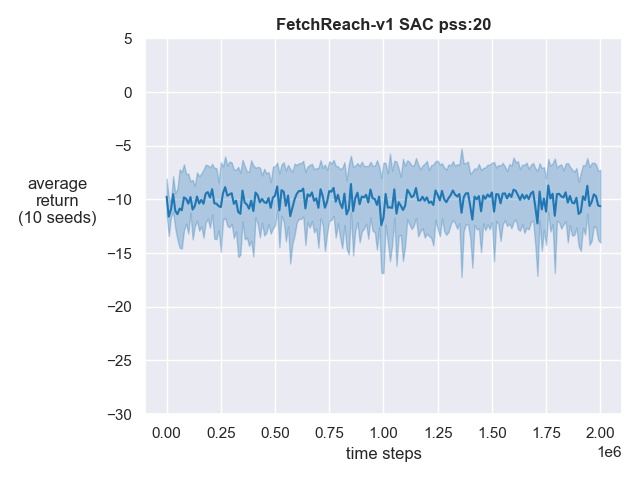 FetchReach-v1 SAC pss:20
5
0
−5
−10
−15
−20
−25
−30
average
return
(10 seeds)
0.00 0.25 0.50 0.75 1.00 1.25 1.50 1.75 2.00
time steps
1e6